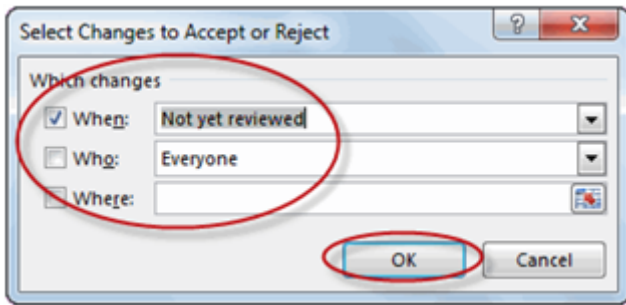 Select Changes to Accept or Reject
?
Which changes
When: Not yet reviewed
Who: Everyone
Where:
OK Cancel